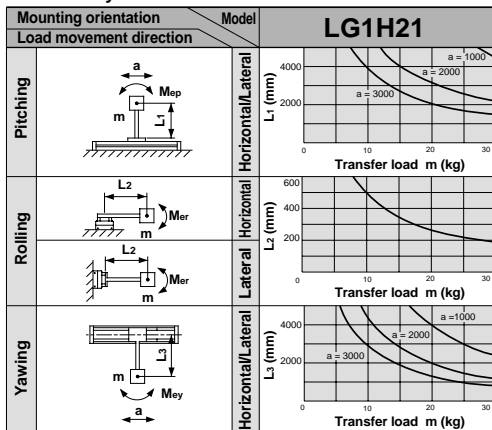 Mounting orientation
Model
Load movement direction
LG1H21
Pitching
a
Mep
m
L1
Horizontal/Lateral
L1 (mm)
4000
2000
a = 1000
a = 2000
a = 3000
0
10
20
30
Transfer load m (kg)
Rolling
L2
Mer
m
Horizontal
L2
Mer
m
Lateral
L2 (mm)
600
400
200
0
10
20
30
Transfer load m (kg)
Yawing
L3
m
Mey
a
Horizontal/Lateral
L3 (mm)
4000
2000
a=1000
a = 2000
a = 3000
0
10
20
30
Transfer load m (kg)